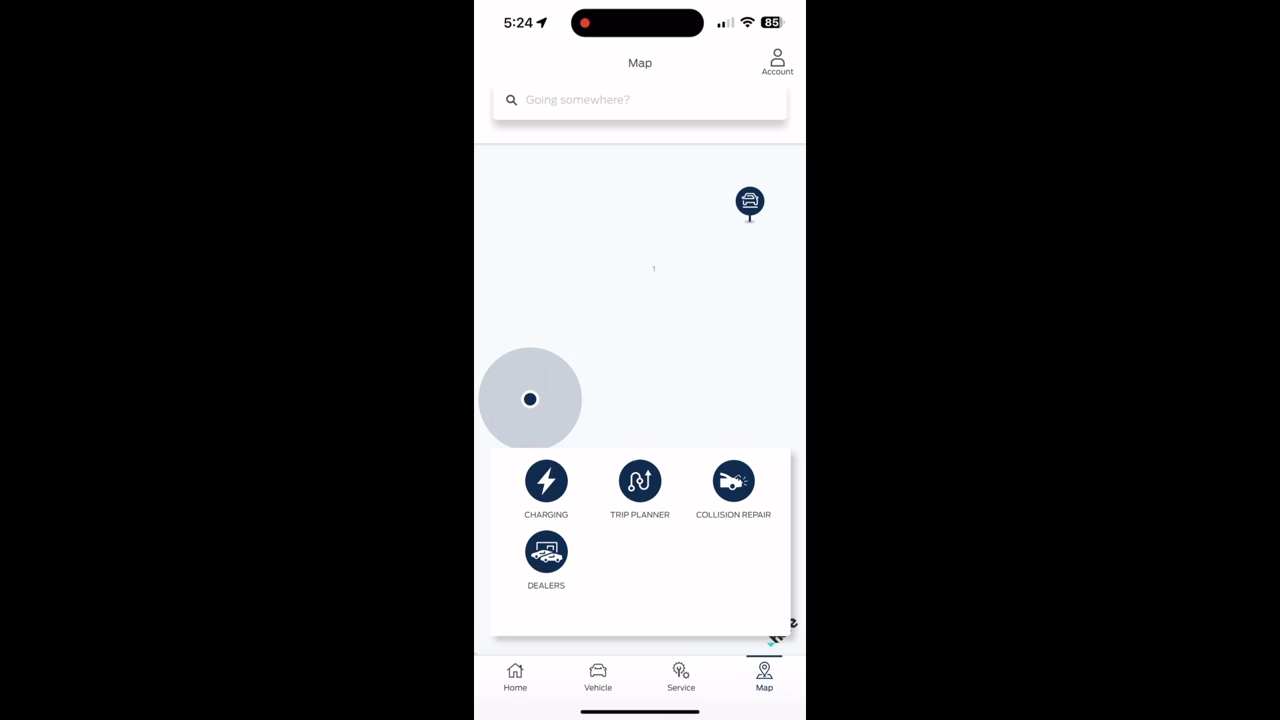 5:24
85
Map
Account
Going somewhere?
1
CHARGING
TRIP PLANNER
COLLISION REPAIR
DEALERS
Home
Vehicle
Service
Map